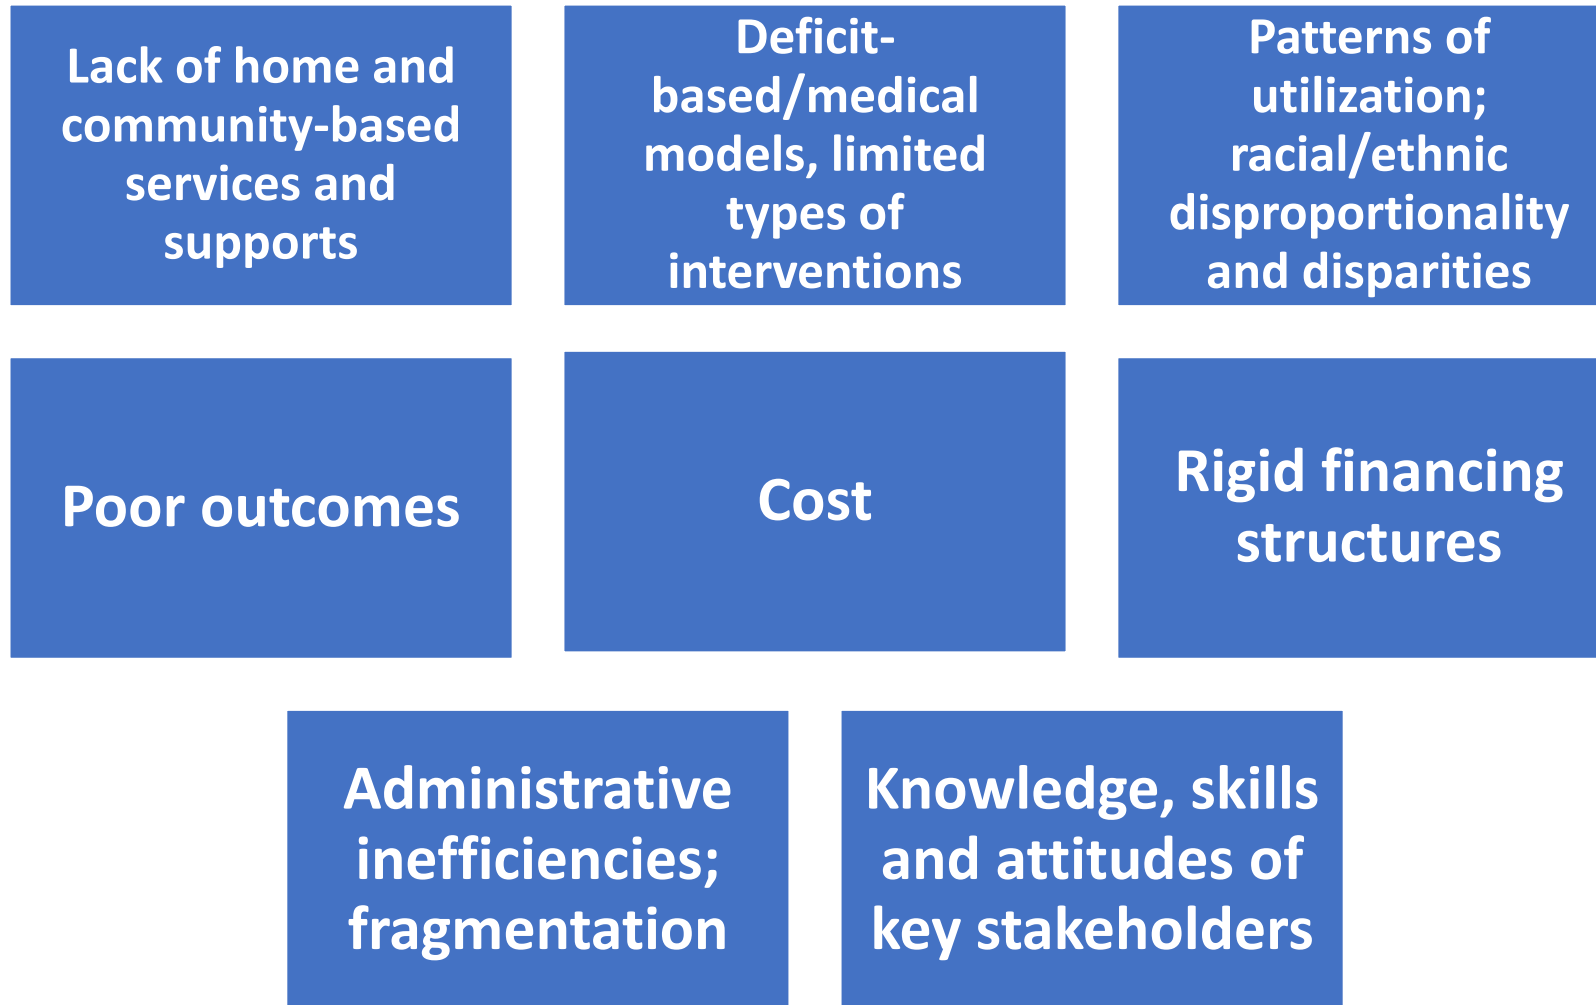 Lack of home and
community-based
services and
supports
Deficit-
based/medical
models, limited
types of
interventions
Patterns of
utilization;
racial/ethnic
disproportionality
and disparities
Poor outcomes
Cost
Rigid financing
structures
Administrative
inefficiencies;
fragmentation
Knowledge, skills
and attitudes of
key stakeholders